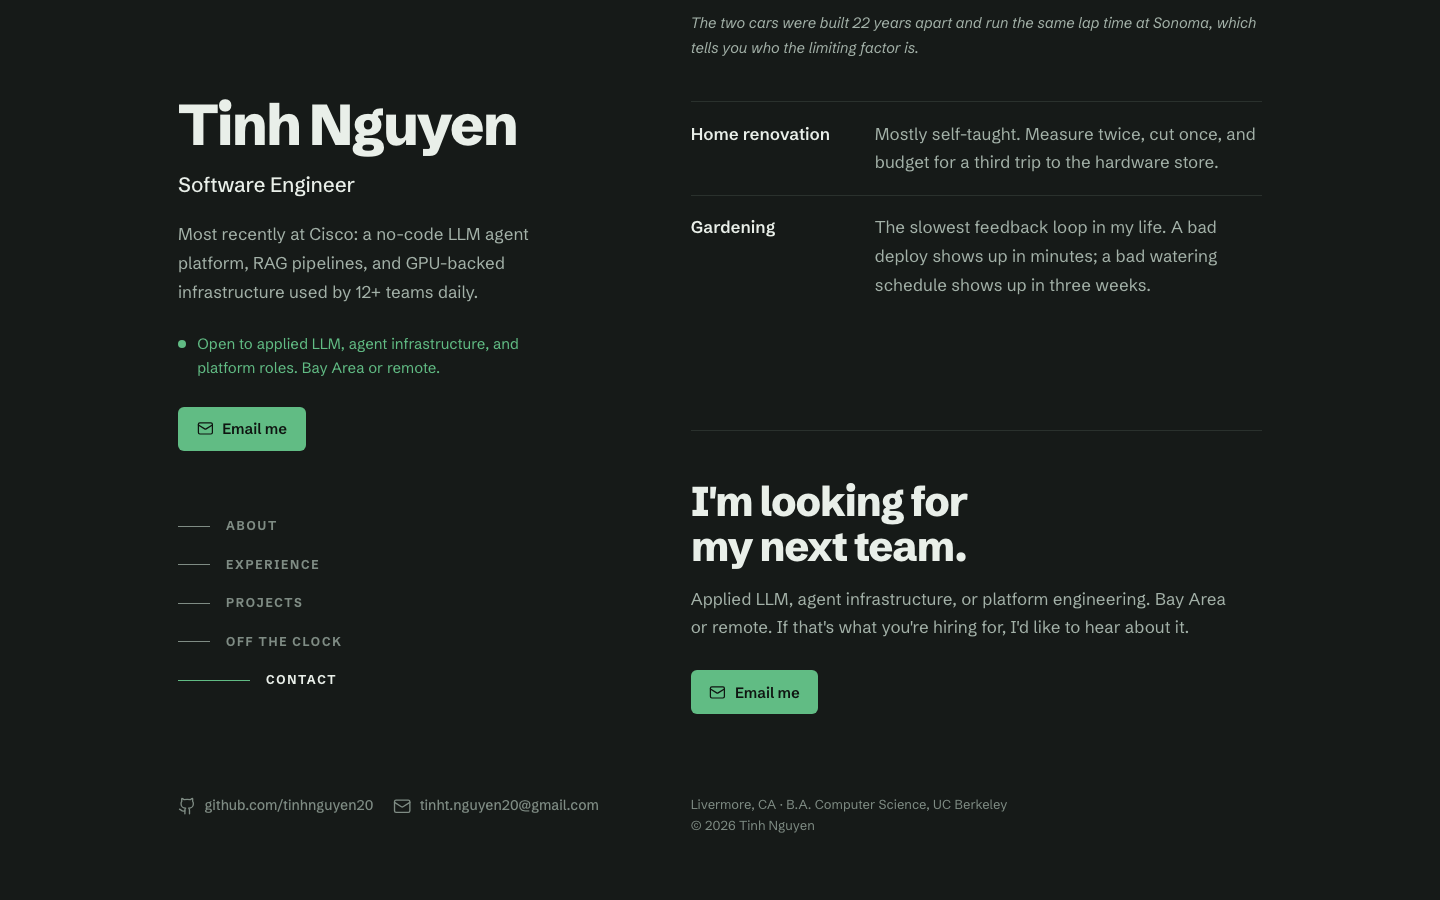 Tinh Nguyen
Software Engineer
Most recently at Cisco: a no-code LLM agent
platform, RAG pipelines, and GPU-backed
infrastructure used by 12+ teams daily.
Open to applied LLM, agent infrastructure, and
platform roles. Bay Area or remote.
Email me
ABOUT
EXPERIENCE
PROJECTS
OFF THE CLOCK
CONTACT
github.com/tinhnguyen20
tinht.nguyen20@gmail.com
The two cars were built 22 years apart and run the same lap time at Sonoma, which
tells you who the limiting factor is.
Home renovation
Mostly self-taught. Measure twice, cut once, and
budget for a third trip to the hardware store.
Gardening
The slowest feedback loop in my life. A bad
deploy shows up in minutes; a bad watering
schedule shows up in three weeks.
I'm looking for
my next team.
Applied LLM, agent infrastructure, or platform engineering. Bay Area
or remote. If that's what you're hiring for, I'd like to hear about it.
Email me
Livermore, CA · B.A. Computer Science, UC Berkeley
© 2026 Tinh Nguyen